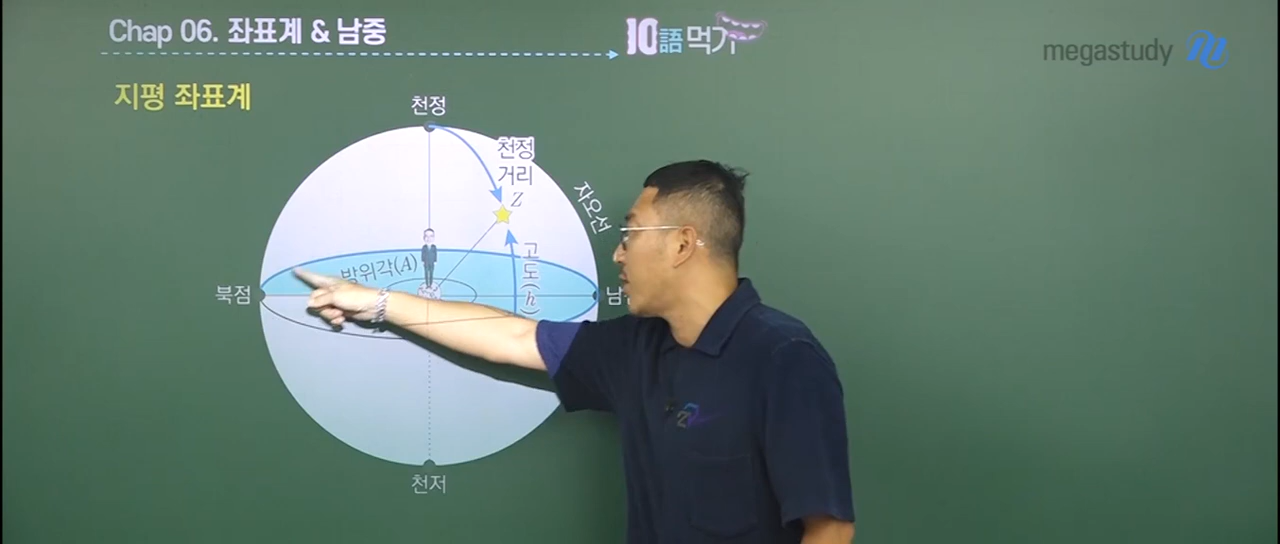 Chap 06. 좌표계 & 남중
10語먹기
megastudy
지평 좌표계
천정
천정
거리
Z
자오선
방위각(A)
고도(h)
북점
천저